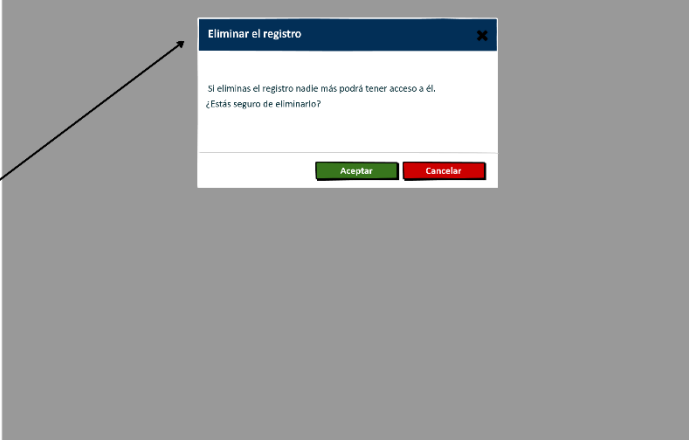 Eliminar el registro
Si eliminas el registro nadie más podrá tener acceso a él.
¿Estás seguro de eliminarlo?
Aceptar
Cancelar